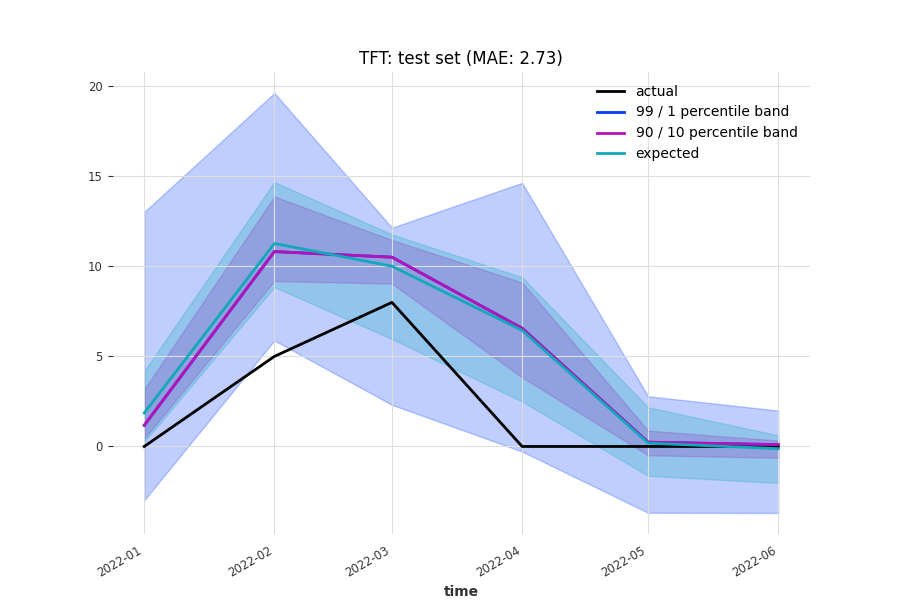 TFT: test set (MAE: 2.73)
actual
99 / 1 percentile band
90 / 10 percentile band
expected
20
15
10
5
0
2022-01
2022-02
2022-03
2022-04
2022-05
2022-06
time